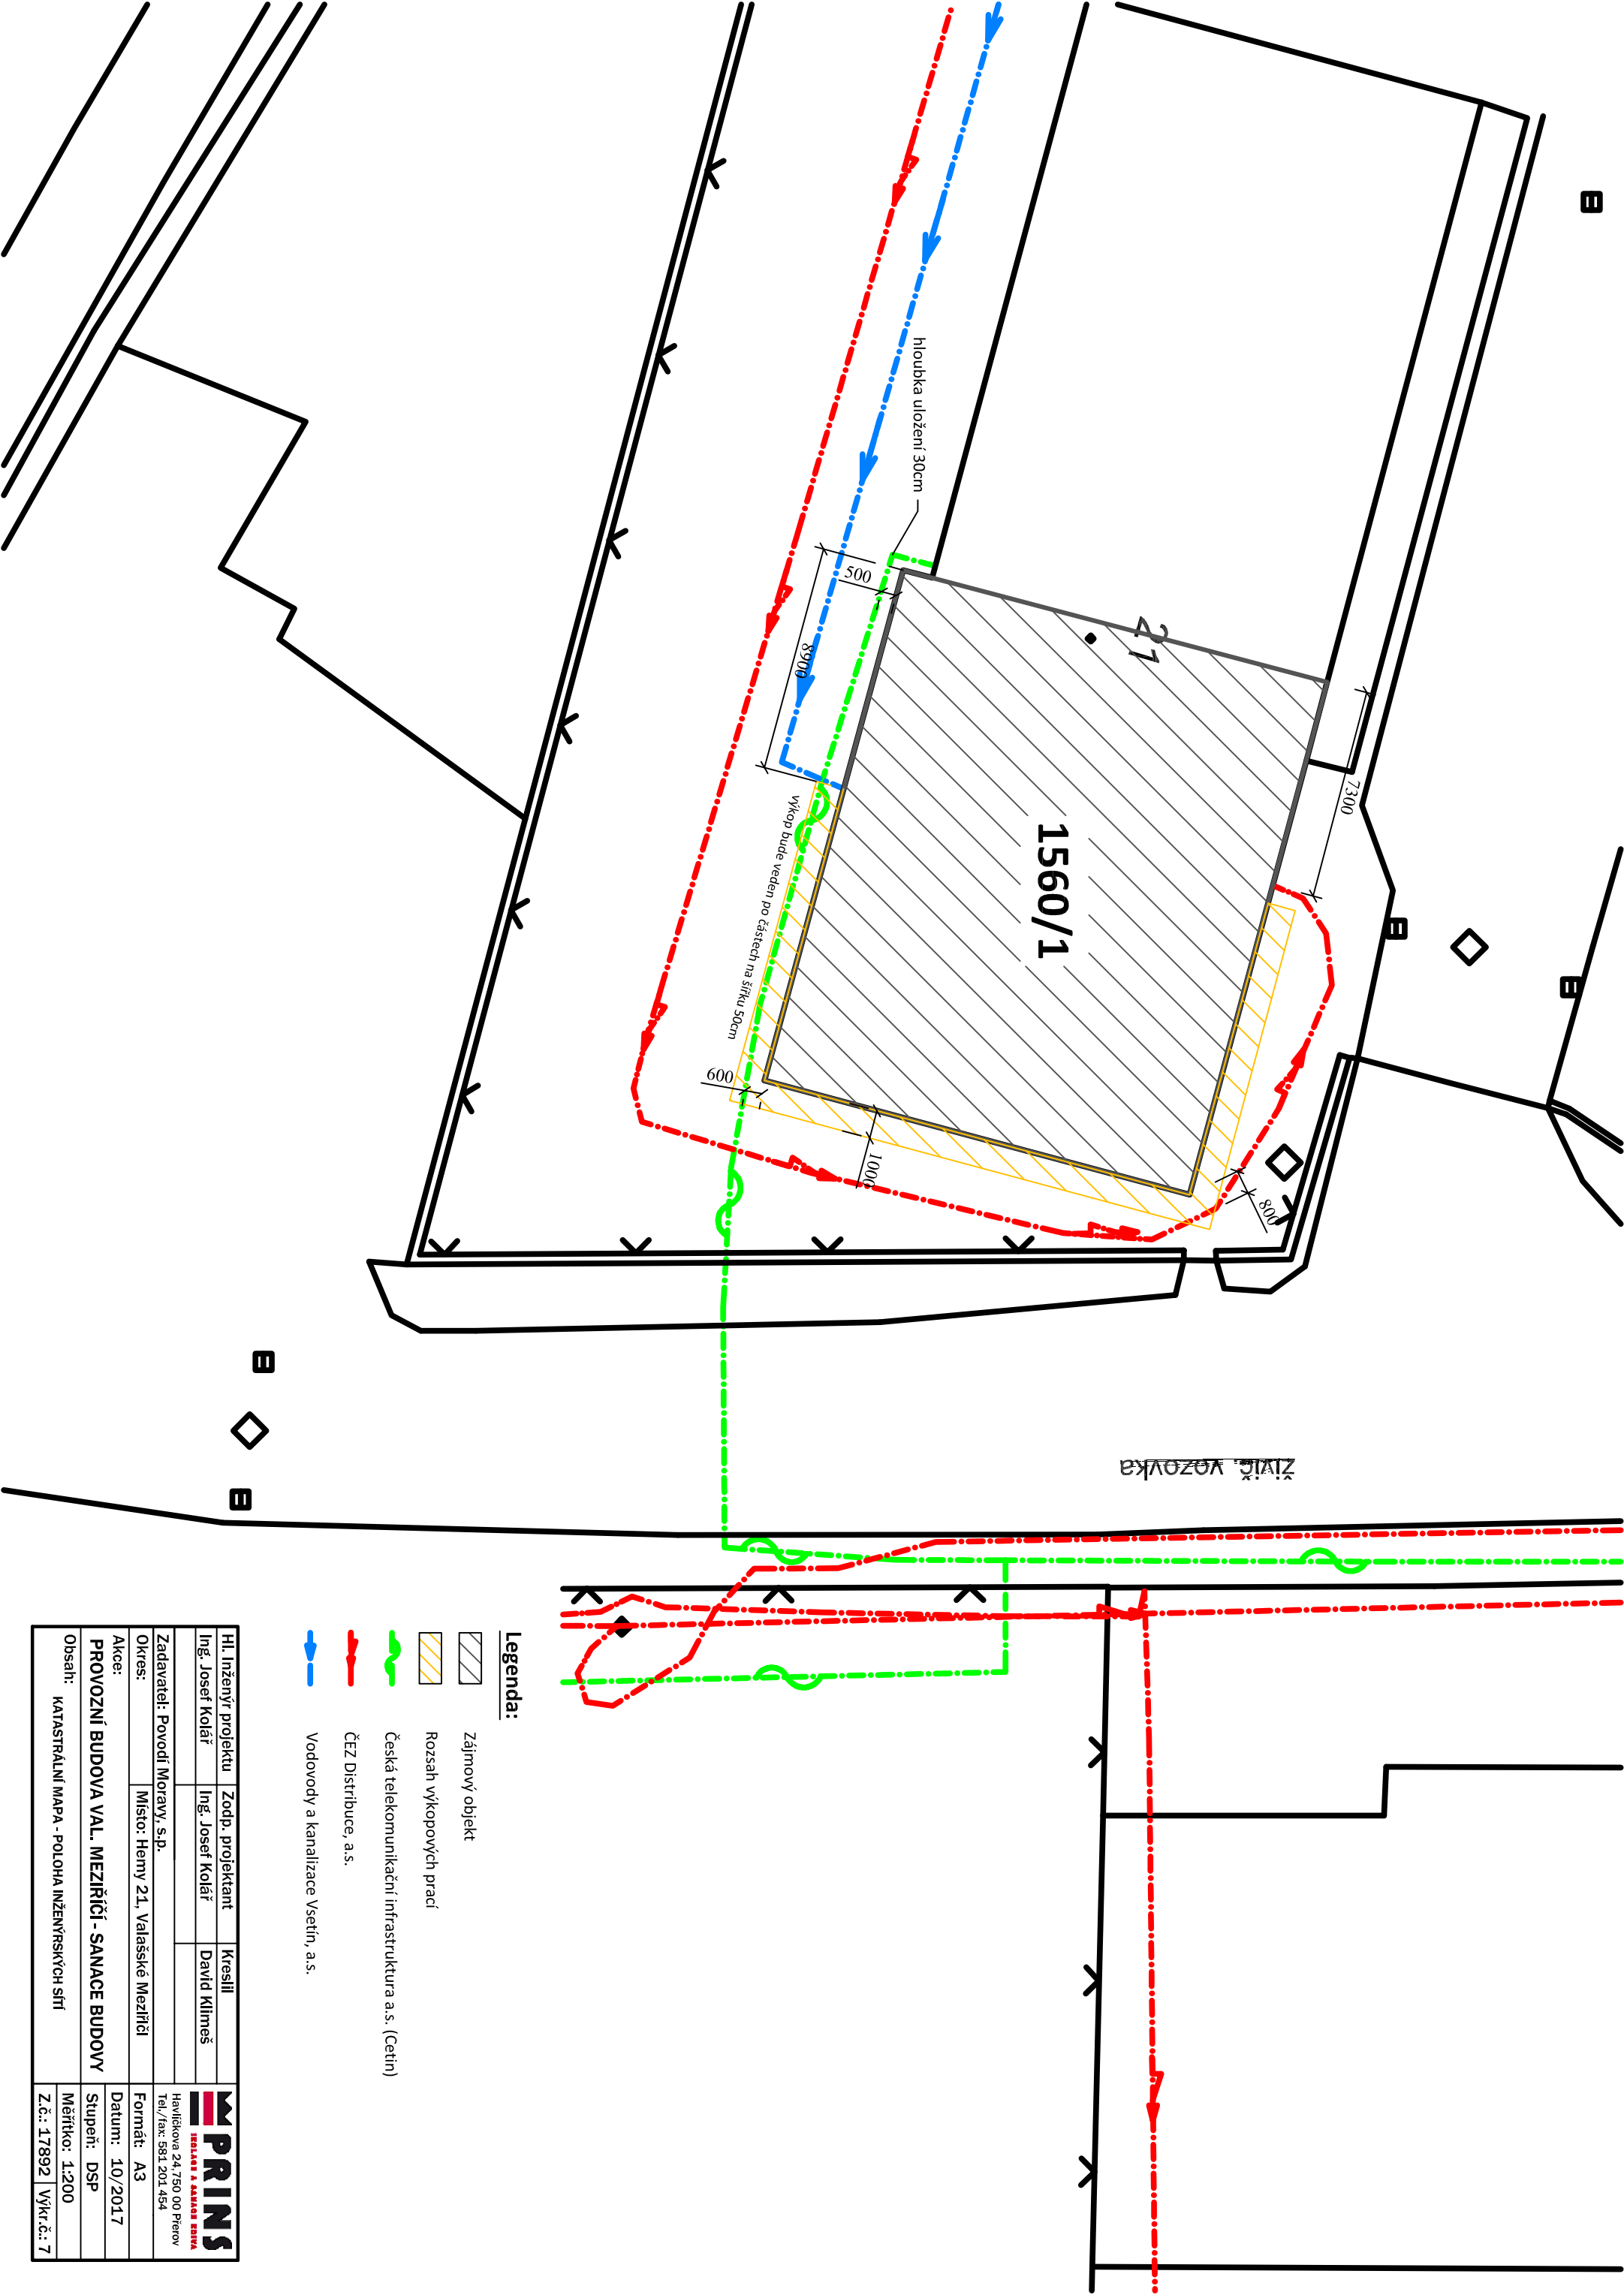 hloubka uložení 30cm
500
8900
7300
21
1560/1
výkop bude veden po částech na šířku 50cm
600
1000
800
živič. vozovka
Legenda:
Zájmový objekt
Rozsah výkopových prací
Česká telekomunikační infrastruktura a.s. (Cetin)
ČEZ Distribuce, a.s.
Vodovody a kanalizace Vsetín, a.s.
Hl. Inženýr projektu Zodp. projektant Kreslil
Ing. Josef Kolář Ing. Josef Kolář David Klimeš
PRINS
IZOLACE A SANACE ZDIVA
Havlíčkova 24,750 00 Přerov
Tel./fax: 581 201 454
Zadavatel: Povodí Moravy, s.p.
Okres: Místo: Hemy 21, Valašské Meziříčí
Formát: A3
Akce:
Datum: 10/2017
PROVOZNÍ BUDOVA VAL. MEZIŘÍČÍ - SANACE BUDOVY
Stupeň: DSP
Obsah: KATASTRÁLNÍ MAPA - POLOHA INŽENÝRSKÝCH SÍTÍ
Měřítko: 1:200
Z.č.: 17892 Výkr.č.: 7